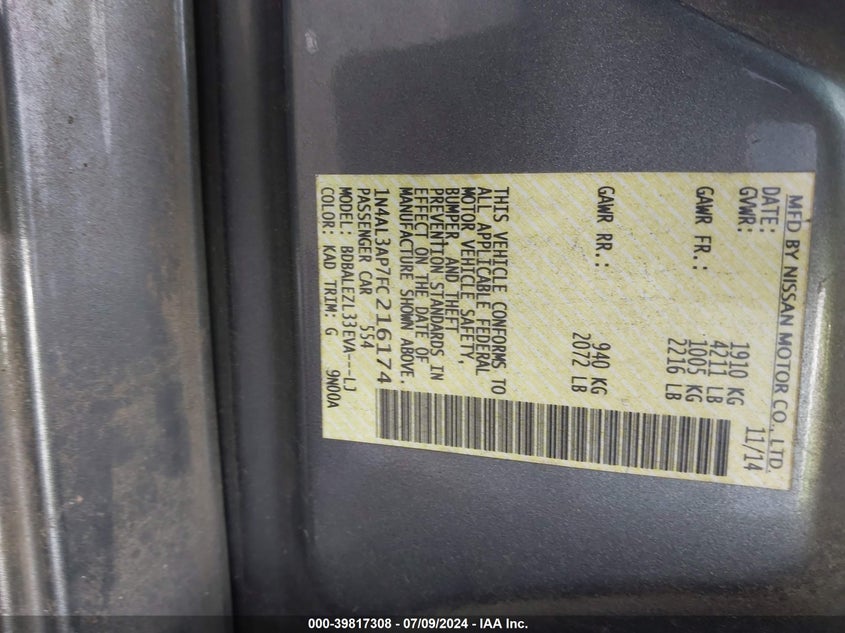 MFD BY NISSAN MOTOR CO., LTD.
DATE: 11/14
GVWR: 1910 KG
4211 LB
GAWR FR.: 1005 KG
2216 LB
GAWR RR.: 940 KG
2072 LB
THIS VEHICLE CONFORMS TO
ALL APPLICABLE FEDERAL
MOTOR VEHICLE SAFETY,
BUMPER, AND THEFT
PREVENTION STANDARDS IN
EFFECT ON THE DATE OF
MANUFACTURE SHOWN ABOVE.
1N4AL3AP7FC216174
PASSENGER CAR 554
MODEL: BDBALEZL33EVA---LJ
COLOR: KAD TRIM: G 9N00A
000-39817308 - 07/09/2024 - IAA Inc.